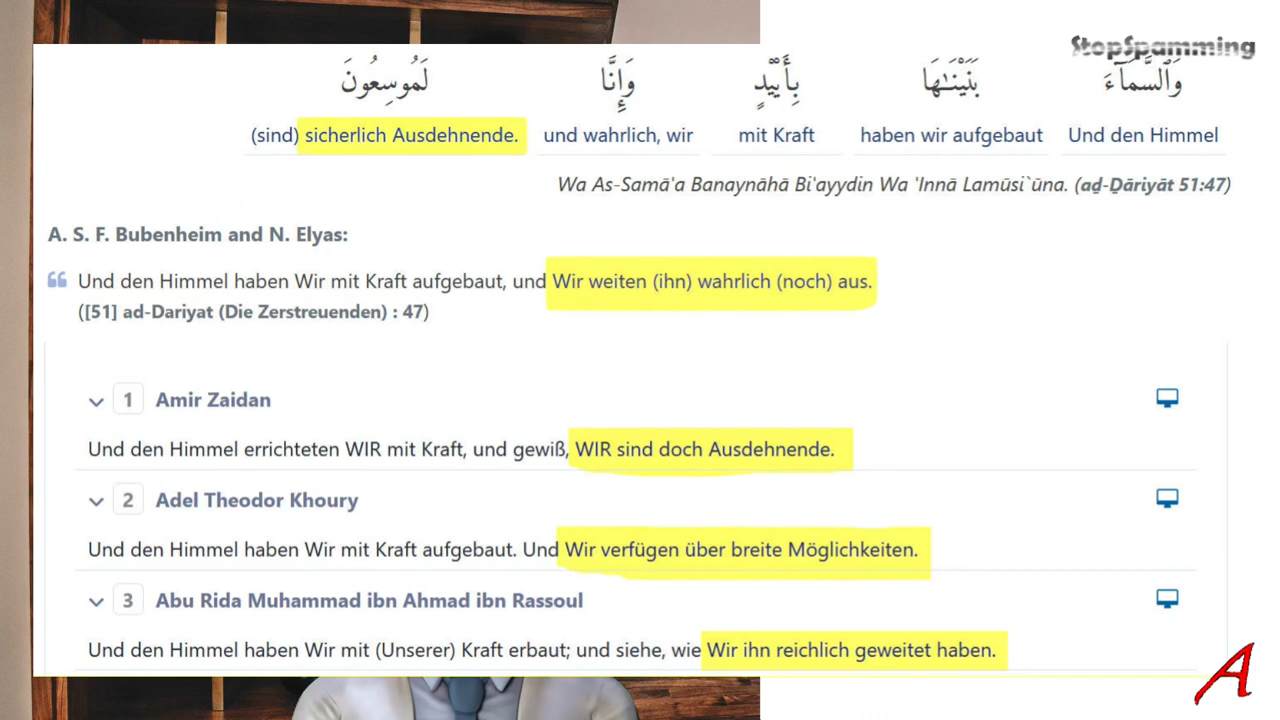 StopSpamming
وَٱلسَّمَآءَ بَنَيْنَـٰهَا بِأَيْي۟دٍ وَإِنَّا لَمُوسِعُونَ
Und den Himmel haben wir aufgebaut mit Kraft und wahrlich, wir (sind) sicherlich Ausdehnende.
Wa As-Samā'a Banaynāhā Bi'ayydin Wa 'Innā Lamūsi`ūna. (aḏ-Ḏāriyāt 51:47)
A. S. F. Bubenheim and N. Elyas:
Und den Himmel haben Wir mit Kraft aufgebaut, und Wir weiten (ihn) wahrlich (noch) aus.
([51] ad-Dariyat (Die Zerstreuenden) : 47)
1 Amir Zaidan
Und den Himmel errichteten WIR mit Kraft, und gewiß, WIR sind doch Ausdehnende.
2 Adel Theodor Khoury
Und den Himmel haben Wir mit Kraft aufgebaut. Und Wir verfügen über breite Möglichkeiten.
3 Abu Rida Muhammad ibn Ahmad ibn Rassoul
Und den Himmel haben Wir mit (Unserer) Kraft erbaut; und siehe, wie Wir ihn reichlich geweitet haben.
A